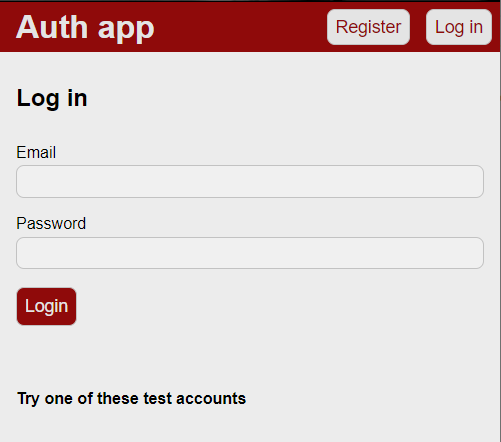 Auth app
Register
Log in
Log in
Email
Password
Login
Try one of these test accounts